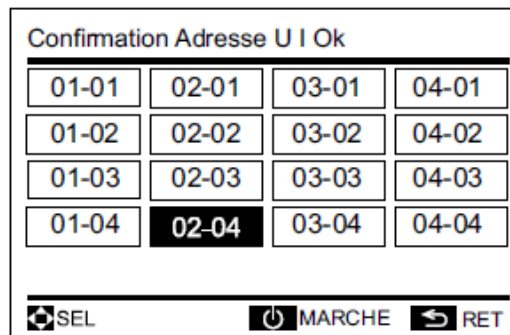 Confirmation Adresse U I Ok
01-01 02-01 03-01 04-01
01-02 02-02 03-02 04-02
01-03 02-03 03-03 04-03
01-04 02-04 03-04 04-04
SEL MARCHE RET